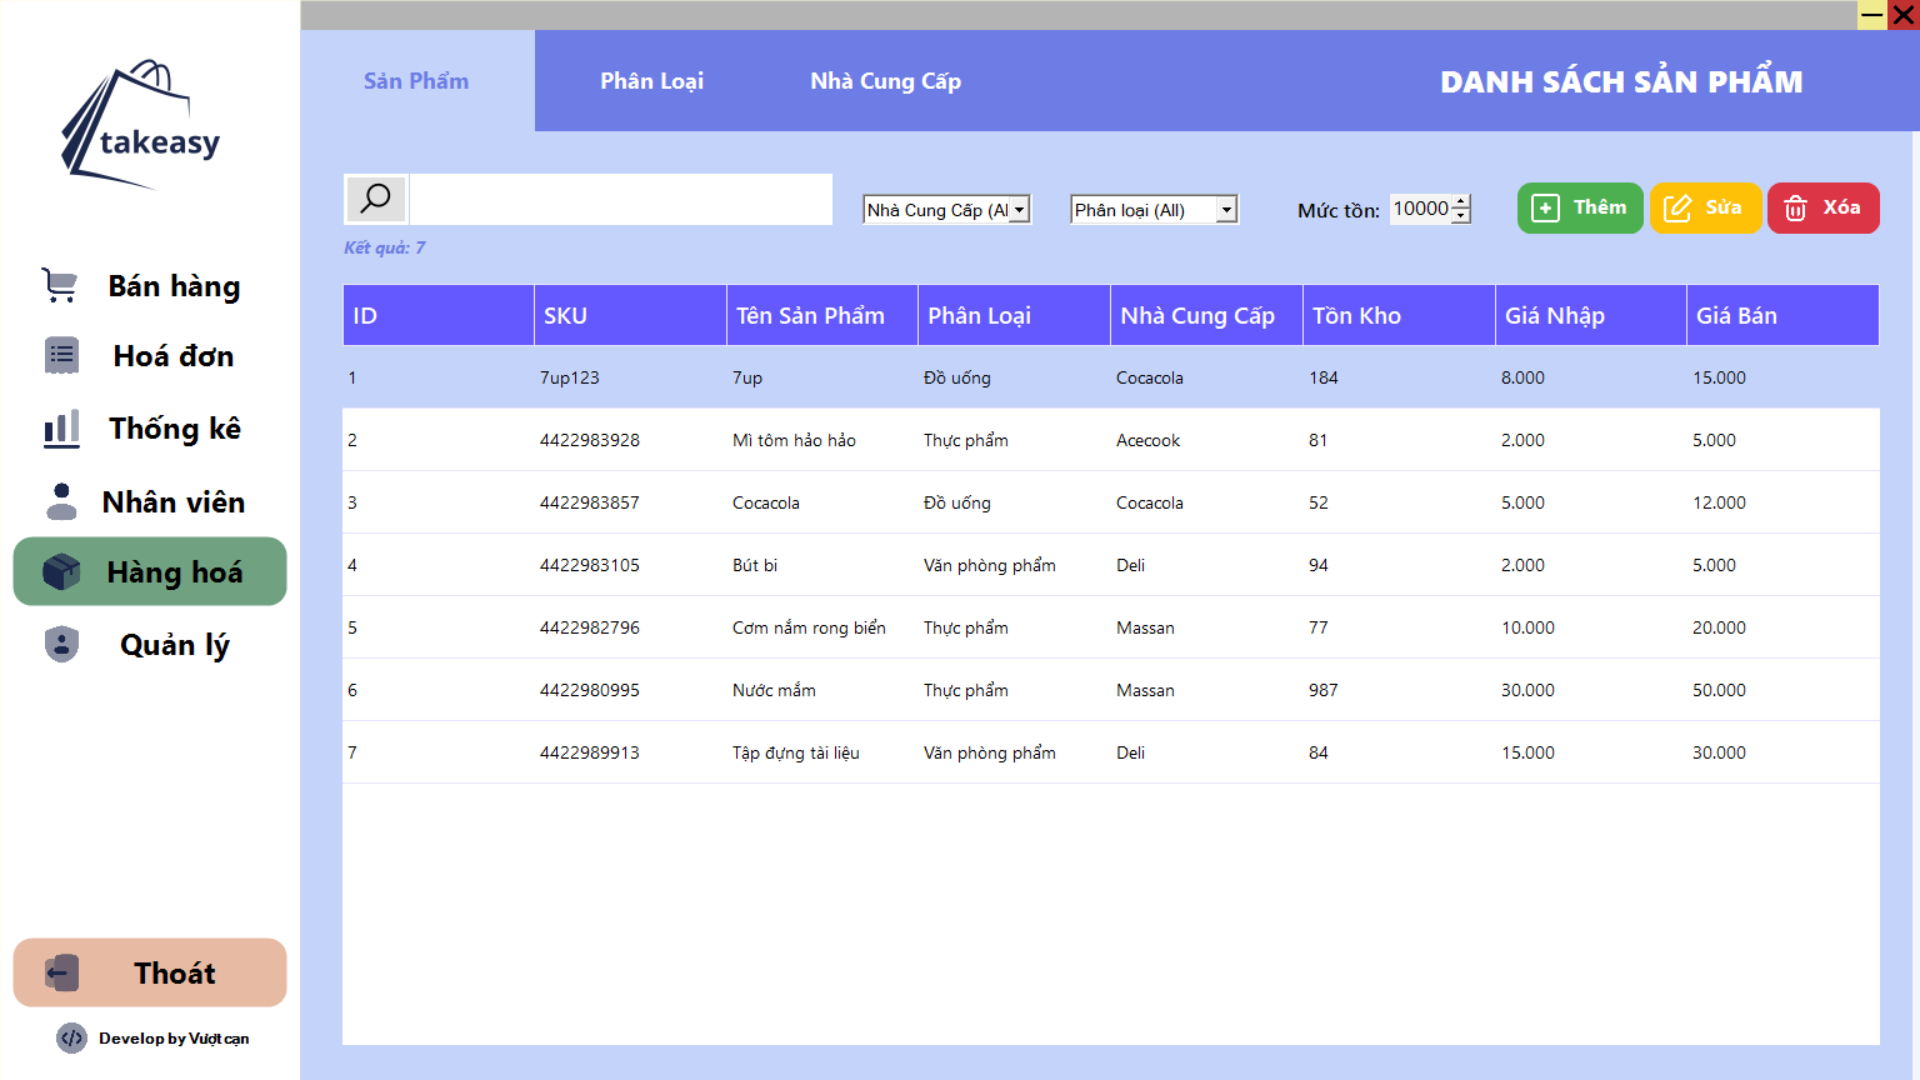 takeasy
Bán hàng
Hoá đơn
Thống kê
Nhân viên
Hàng hoá
Quản lý
Thoát
Develop by Vượt cạn
Sản Phẩm Phân Loại Nhà Cung Cấp DANH SÁCH SẢN PHẨM
Nhà Cung Cấp (Al Phân loại (All) Mức tồn: 10000 Thêm Sửa Xóa
Kết quả: 7
ID SKU Tên Sản Phẩm Phân Loại Nhà Cung Cấp Tồn Kho Giá Nhập Giá Bán
1 7up123 7up Đồ uống Cocacola 184 8.000 15.000
2 4422983928 Mì tôm hảo hảo Thực phẩm Acecook 81 2.000 5.000
3 4422983857 Cocacola Đồ uống Cocacola 52 5.000 12.000
4 4422983105 Bút bi Văn phòng phẩm Deli 94 2.000 5.000
5 4422982796 Cơm nắm rong biển Thực phẩm Massan 77 10.000 20.000
6 4422980995 Nước mắm Thực phẩm Massan 987 30.000 50.000
7 4422989913 Tập đựng tài liệu Văn phòng phẩm Deli 84 15.000 30.000